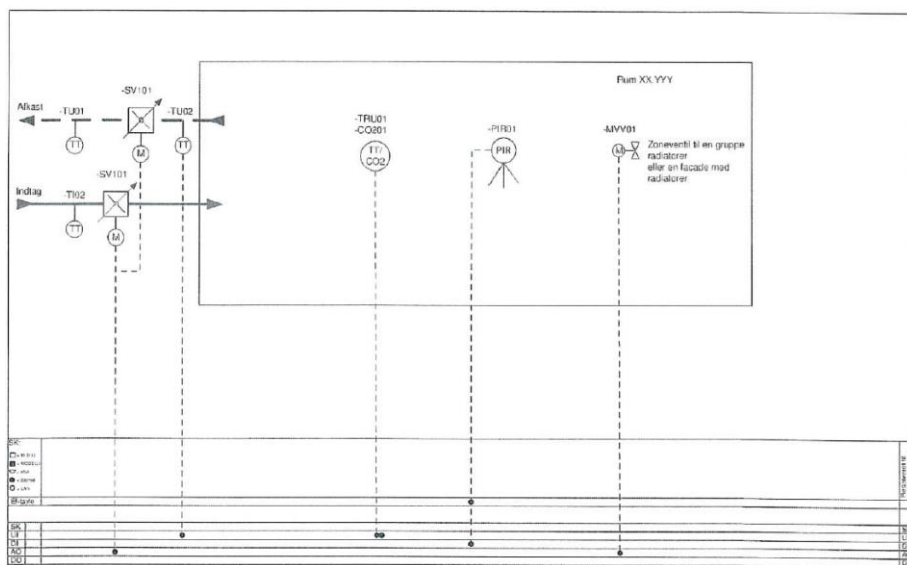 Rum XX.YYY
-SV101
Afkast
-TU01
-TU02
-TRU01
-CO201
-PIR01
-MVV01
TT
M
TT
TT/
CO2
PIR
M
Zoneventil til en gruppe
radiatorer
eller en facade med
radiatorer
Indtag
-TI02
-SV101
TT
M
SK:
SK
UI
DI
AO
DO